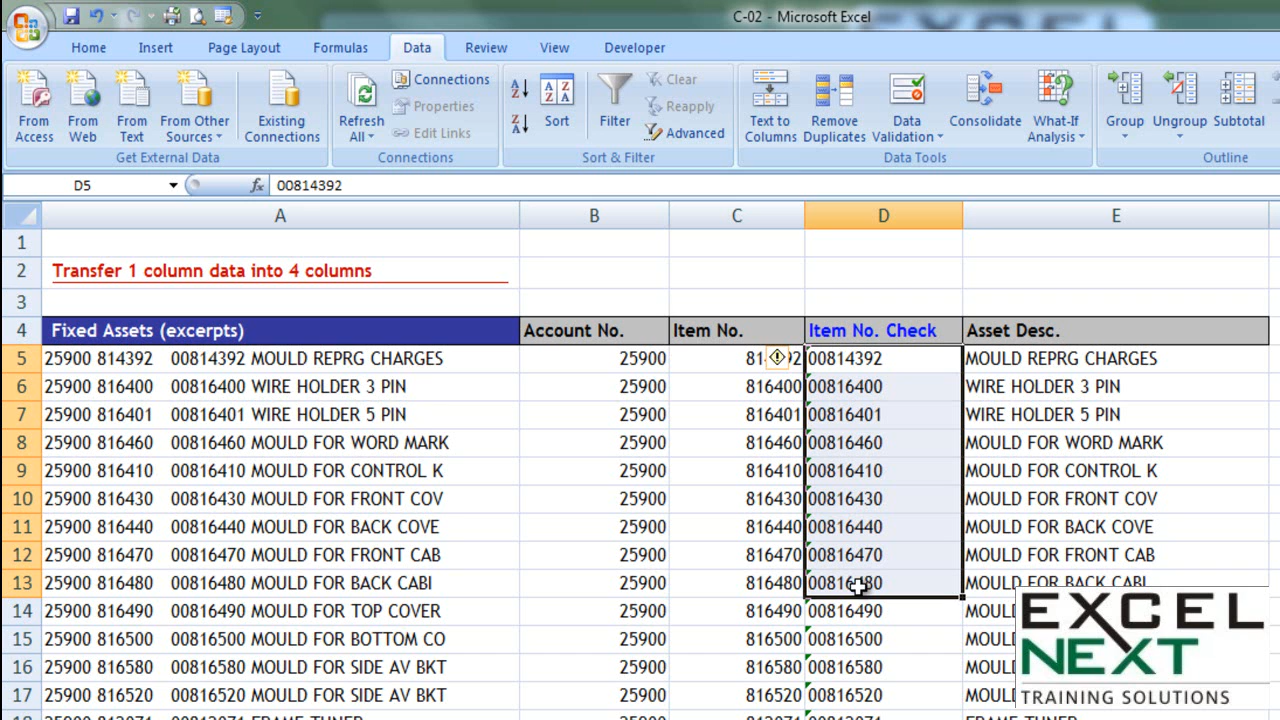 C-02 - Microsoft Excel
Home Insert Page Layout Formulas Data Review View Developer
From Access
From Web
From Text
From Other Sources
Existing Connections
Get External Data
Refresh All
Connections
Properties
Edit Links
Connections
Sort
Filter
Clear
Reapply
Advanced
Sort & Filter
Text to Columns
Remove Duplicates
Data Validation
Consolidate
What-If Analysis
Data Tools
Group
Ungroup
Subtotal
Outline
D5 fx 00814392
A B C D E
1
2 Transfer 1 column data into 4 columns
3
4 Fixed Assets (excerpts) Account No. Item No. Item No. Check Asset Desc.
5 25900 814392 00814392 MOULD REPRG CHARGES 25900 00814392 MOULD REPRG CHARGES
6 25900 816400 00816400 WIRE HOLDER 3 PIN 25900 816400 00816400 WIRE HOLDER 3 PIN
7 25900 816401 00816401 WIRE HOLDER 5 PIN 25900 816401 00816401 WIRE HOLDER 5 PIN
8 25900 816460 00816460 MOULD FOR WORD MARK 25900 816460 00816460 MOULD FOR WORD MARK
9 25900 816410 00816410 MOULD FOR CONTROL K 25900 816410 00816410 MOULD FOR CONTROL K
10 25900 816430 00816430 MOULD FOR FRONT COV 25900 816430 00816430 MOULD FOR FRONT COV
11 25900 816440 00816440 MOULD FOR BACK COVE 25900 816440 00816440 MOULD FOR BACK COVE
12 25900 816470 00816470 MOULD FOR FRONT CAB 25900 816470 00816470 MOULD FOR FRONT CAB
13 25900 816480 00816480 MOULD FOR BACK CABI 25900 816480 00816480 MOULD FOR BACK CABI
14 25900 816490 00816490 MOULD FOR TOP COVER 25900 816490 00816490
15 25900 816500 00816500 MOULD FOR BOTTOM CO 25900 816500 00816500
16 25900 816580 00816580 MOULD FOR SIDE AV BKT 25900 816580 00816580
17 25900 816520 00816520 MOULD FOR SIDE AV BKT 25900 816520 00816520
EXCEL
NEXT
TRAINING SOLUTIONS